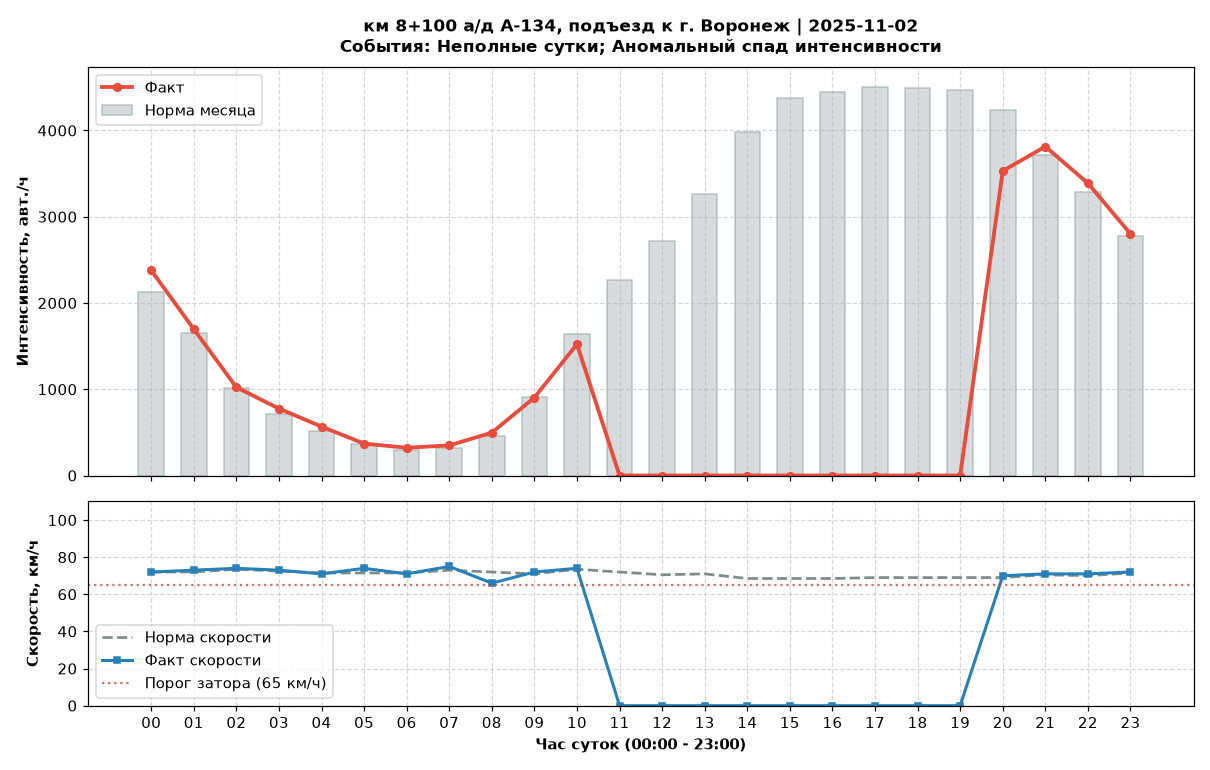 км 8+100 а/д А-134, подъезд к г. Воронеж | 2025-11-02
События: Неполные сутки; Аномальный спад интенсивности
Факт
Норма месяца
Интенсивность, авт./ч
4000
3000
2000
1000
0
Скорость, км/ч
100
80
60
40
20
0
Норма скорости
Факт скорости
Порог затора (65 км/ч)
00 01 02 03 04 05 06 07 08 09 10 11 12 13 14 15 16 17 18 19 20 21 22 23
Час суток (00:00 - 23:00)